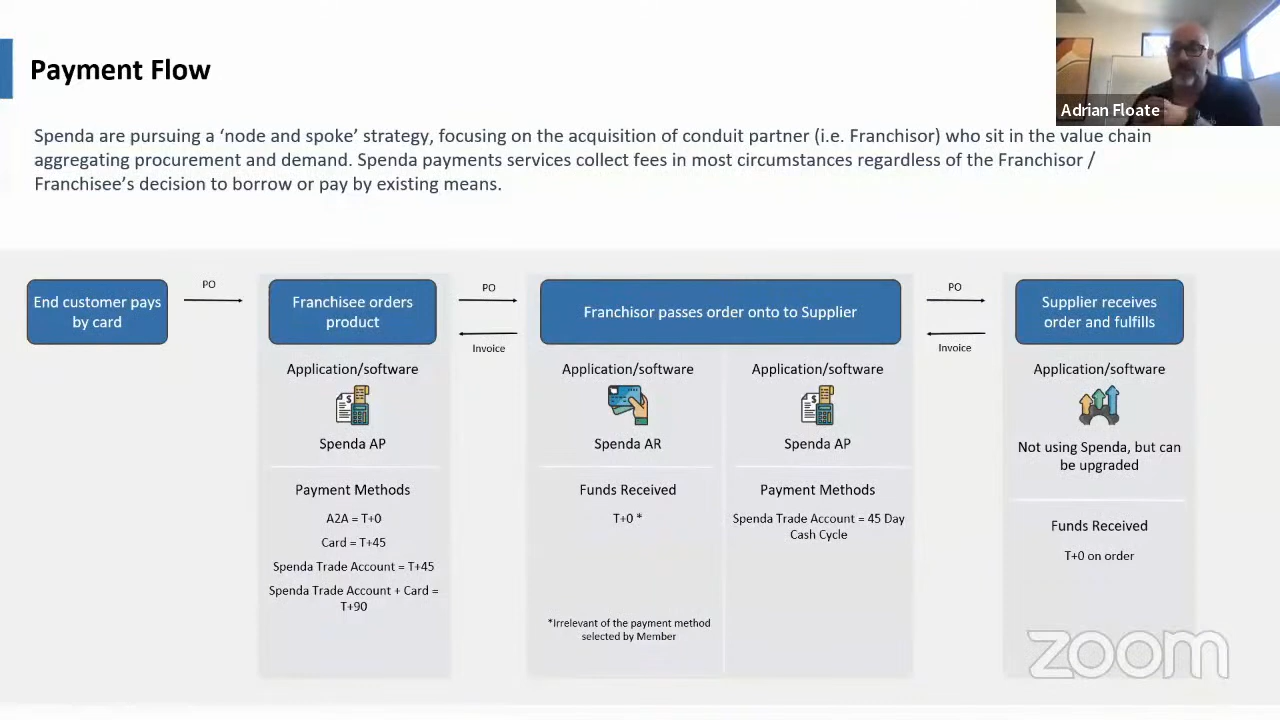 Payment Flow
Adrian Floate
Spenda are pursuing a ‘node and spoke’ strategy, focusing on the acquisition of conduit partner (i.e. Franchisor) who sit in the value chain
aggregating procurement and demand. Spenda payments services collect fees in most circumstances regardless of the Franchisor /
Franchisee’s decision to borrow or pay by existing means.
End customer pays
by card
PO
Franchisee orders
product
PO
Invoice
Franchisor passes order onto to Supplier
PO
Invoice
Supplier receives
order and fulfills
Application/software
Spenda AP
Payment Methods
A2A = T+0
Card = T+45
Spenda Trade Account = T+45
Spenda Trade Account + Card =
T+90
Application/software
Spenda AR
Funds Received
T+0 *
*Irrelevant of the payment method
selected by Member
Application/software
Spenda AP
Payment Methods
Spenda Trade Account = 45 Day
Cash Cycle
Application/software
Not using Spenda, but can
be upgraded
Funds Received
T+0 on order
zoom